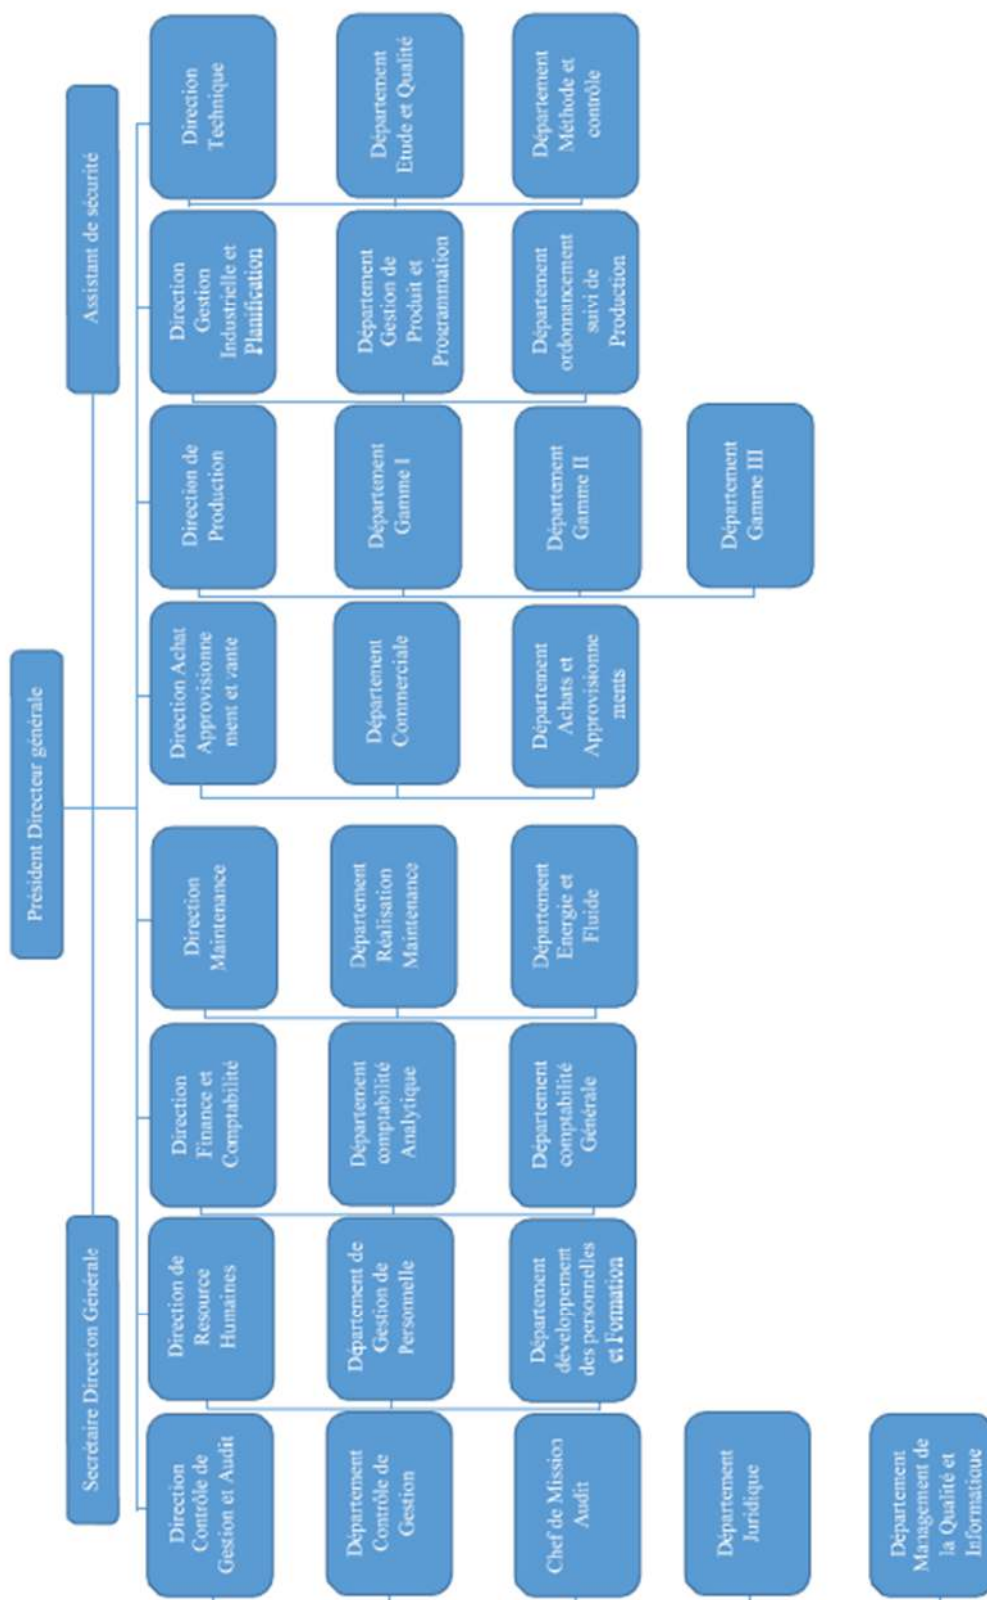 Président Directeur générale
Secrétaire Direction Générale
Assistant de sécurité
Direction
Contrôle de
Gestion et Audit
Département
Contrôle de
Gestion
Chef de Mission
Audit
Département
Juridique
Département
Management de
la Qualité et
Informatique
Direction de
Resource
Humaines
Département de
Gestion de
Personnelle
Département
développement
des personnelles
et Formation
Direction
Finance et
Comptabilité
Département
comptabilité
Analytique
Département
comptabilité
Générale
Direction
Maintenance
Département
Réalisation
Maintenance
Département
Energie et
Fluide
Direction Achat
Approvisionne
ment et vante
Département
Commerciale
Département
Achats et
Approvisionne
ments
Direction de
Production
Département
Gamme I
Département
Gamme II
Département
Gamme III
Direction
Gestion
Industrielle et
Planification
Département
Gestion de
Produit et
Programmation
Département
ordonnancement
suivi de
Production
Direction
Technique
Département
Etude et Qualité
Département
Méthode et
contrôle